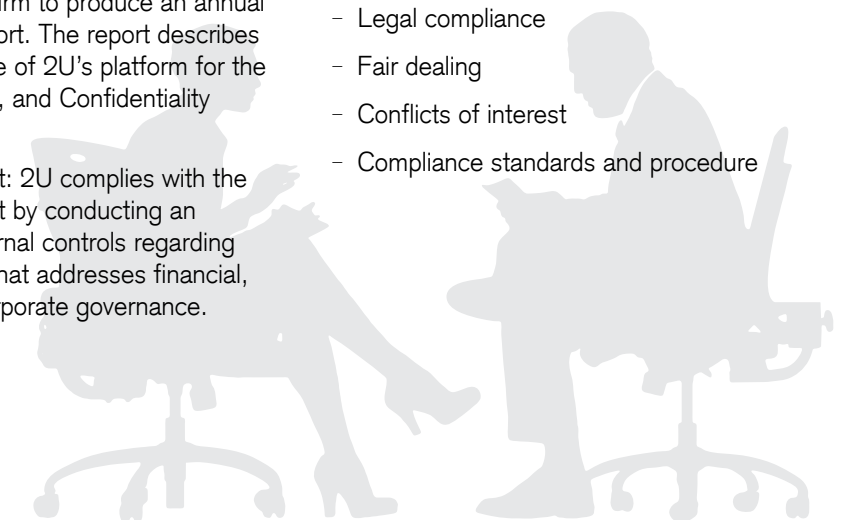 rm to produce an annual
ort. The report describes
e of 2U's platform for the
, and Confidentiality
t: 2U complies with the
t by conducting an
rnal controls regarding
hat addresses financial,
rporate governance.
– Legal compliance
– Fair dealing
– Conflicts of interest
– Compliance standards and procedure